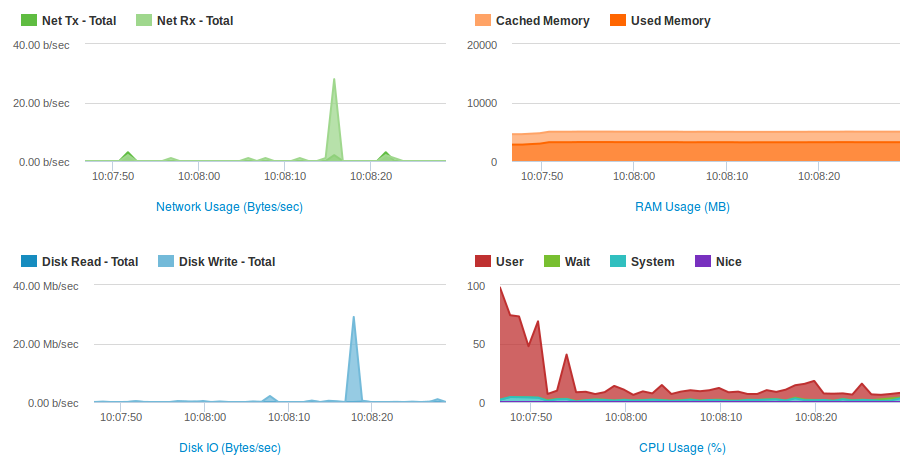 Net Tx - Total Net Rx - Total
40.00 b/sec
20.00 b/sec
0.00 b/sec
10:07:50 10:08:00 10:08:10 10:08:20
Network Usage (Bytes/sec)
Cached Memory Used Memory
20000
10000
0
10:07:50 10:08:00 10:08:10 10:08:20
RAM Usage (MB)
Disk Read - Total Disk Write - Total
40.00 Mb/sec
20.00 Mb/sec
0.00 b/sec
10:07:50 10:08:00 10:08:10 10:08:20
Disk IO (Bytes/sec)
User Wait System Nice
100
50
0
10:07:50 10:08:00 10:08:10 10:08:20
CPU Usage (%)